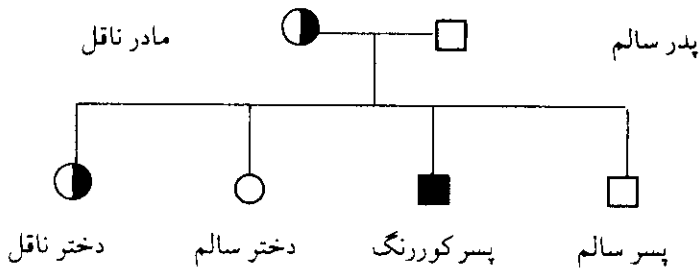 پدر سالم مادر ناقل
پسر سالم پسر کوررنگ دختر سالم دختر ناقل